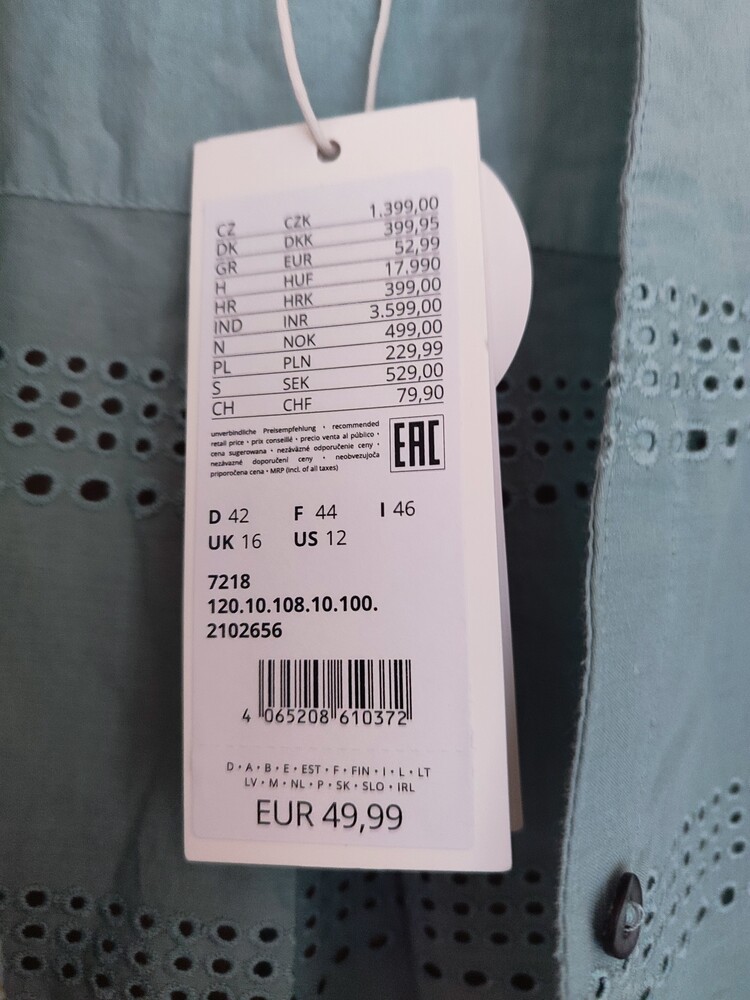 CZ CZK 1.399,00
DK DKK 399,95
GR EUR 52,99
H HUF 17.990
HR HRK 399,00
IND INR 3.599,00
N NOK 499,00
PL PLN 229,99
S SEK 529,00
CH CHF 79,90
unverbindliche Preisempfehlung • recommended
retail price • prix conseillé • precio venta al público •
cena sugerowana • nezávázné odporučenie ceny •
nezávazné doporučení ceny • neobvezujoča
priporočena cena • MRP (incl. of all taxes)
EAC
D 42 F 44 I 46
UK 16 US 12
7218
120.10.108.10.100.
2102656
4 065208 610372
D • A • B • E • EST • F • FIN • I • L • LT
LV • M • NL • P • SK • SLO • IRL
EUR 49,99